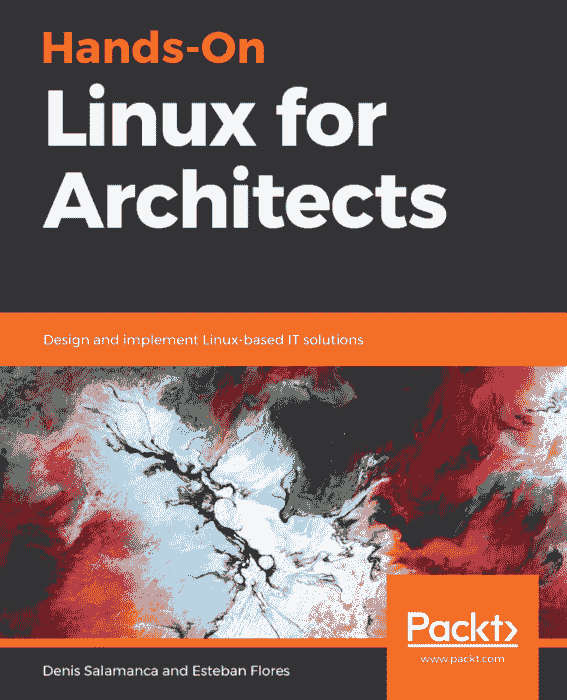 Hands-On
Linux for
Architects
Design and implement Linux-based IT solutions
Packt>
www.packt.com
Denis Salamanca and Esteban Flores